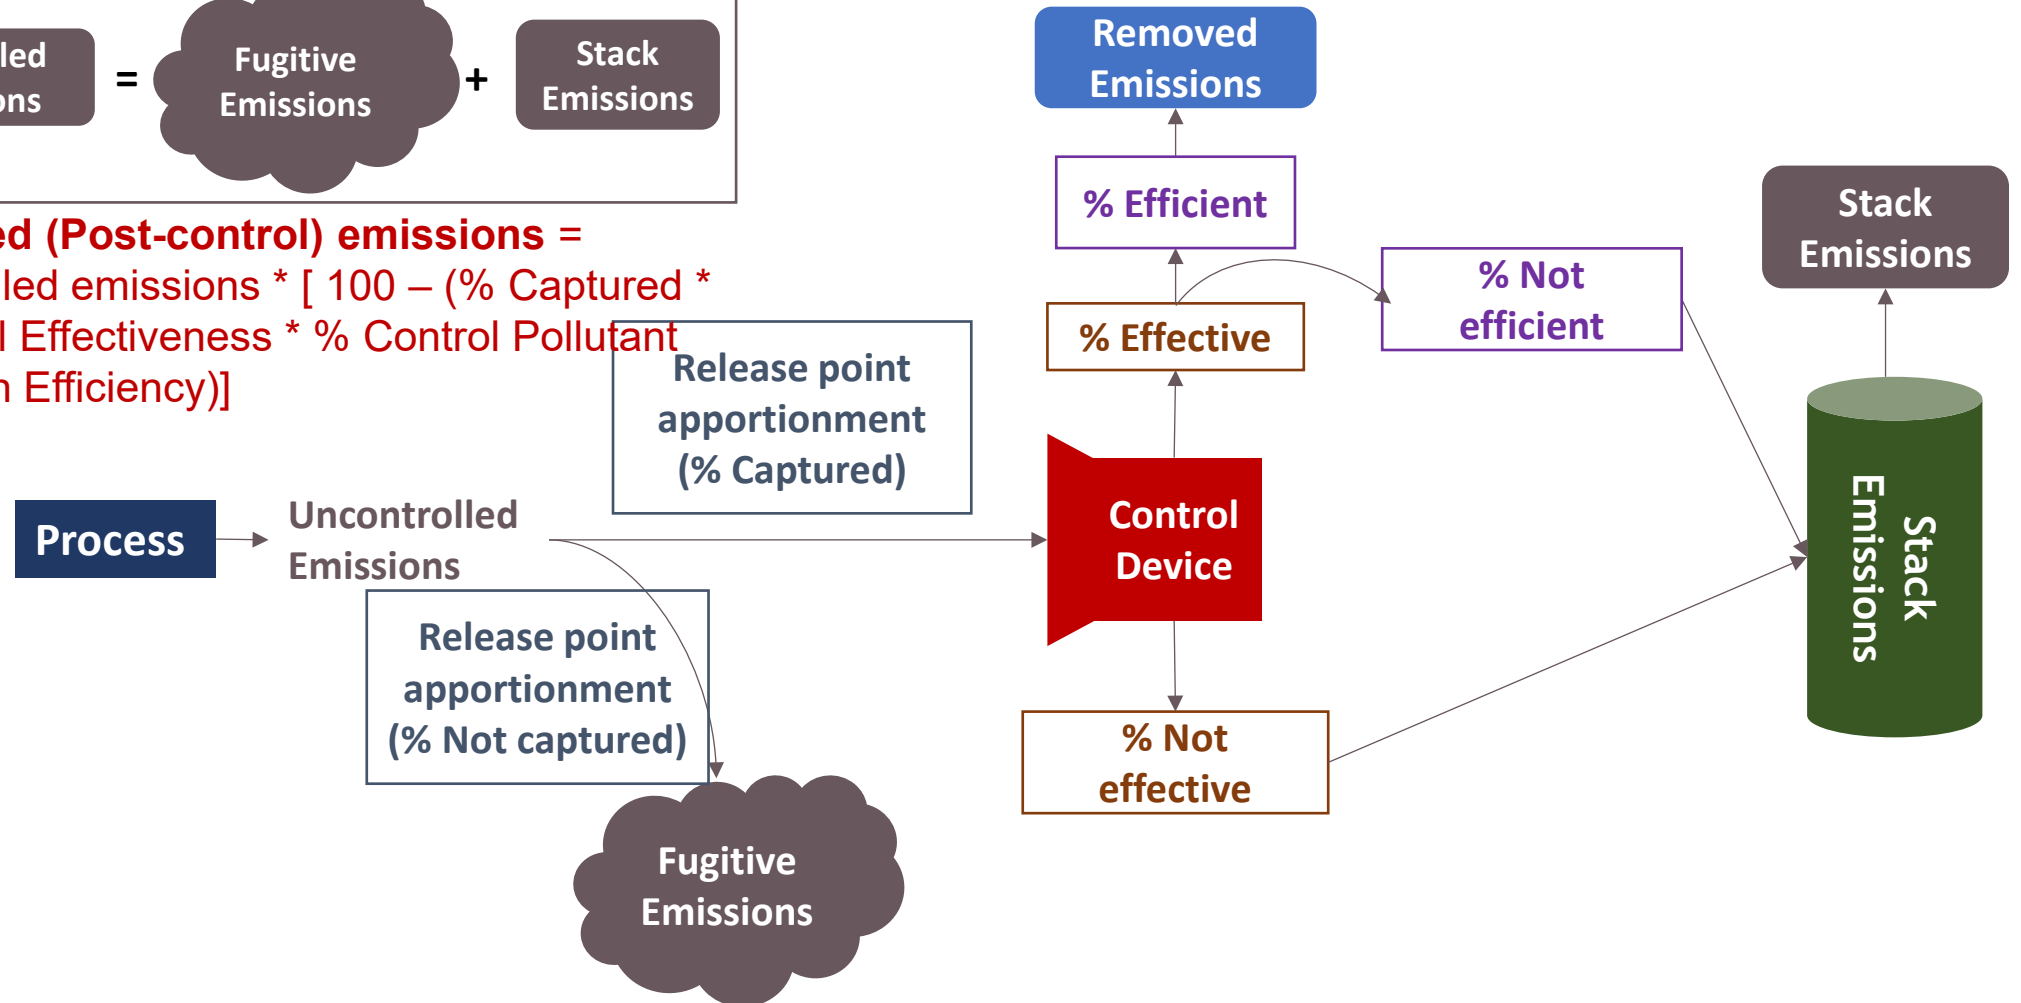 led
ons
=
Fugitive
Emissions
+
Stack
Emissions
ed (Post-control) emissions =
led emissions * [ 100 – (% Captured *
l Effectiveness * % Control Pollutant
n Efficiency)]
Removed
Emissions
% Efficient
% Effective
% Not
efficient
Stack
Emissions
Release point
apportionment
(% Captured)
Process
Uncontrolled
Emissions
Control
Device
Stack
Emissions
Release point
apportionment
(% Not captured)
% Not
effective
Fugitive
Emissions